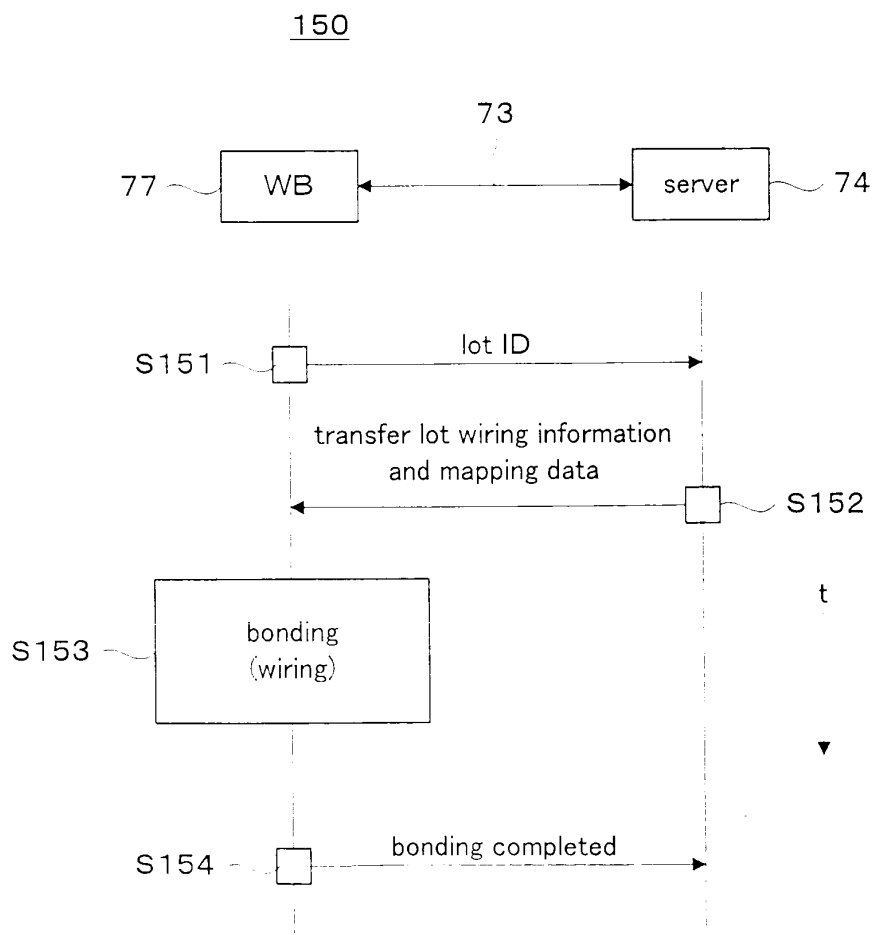 150
73
77
WB
server
74
S151
lot ID
transfer lot wiring information
and mapping data
S152
t
S153
bonding
(wiring)
S154
bonding completed